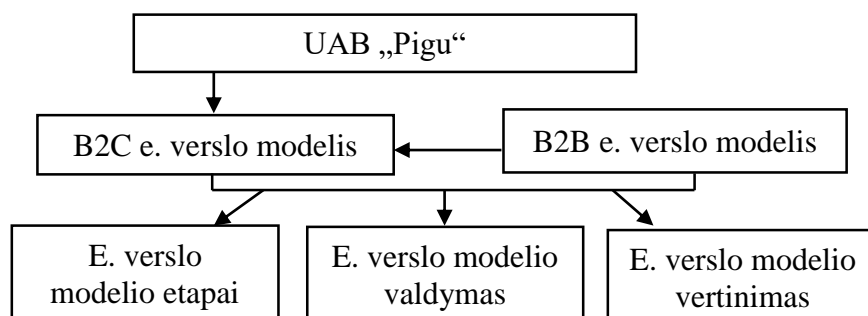 UAB „Pigu“
B2C e. verslo modelis
B2B e. verslo modelis
E. verslo
modelio etapai
E. verslo modelio
valdymas
E. verslo modelio
vertinimas